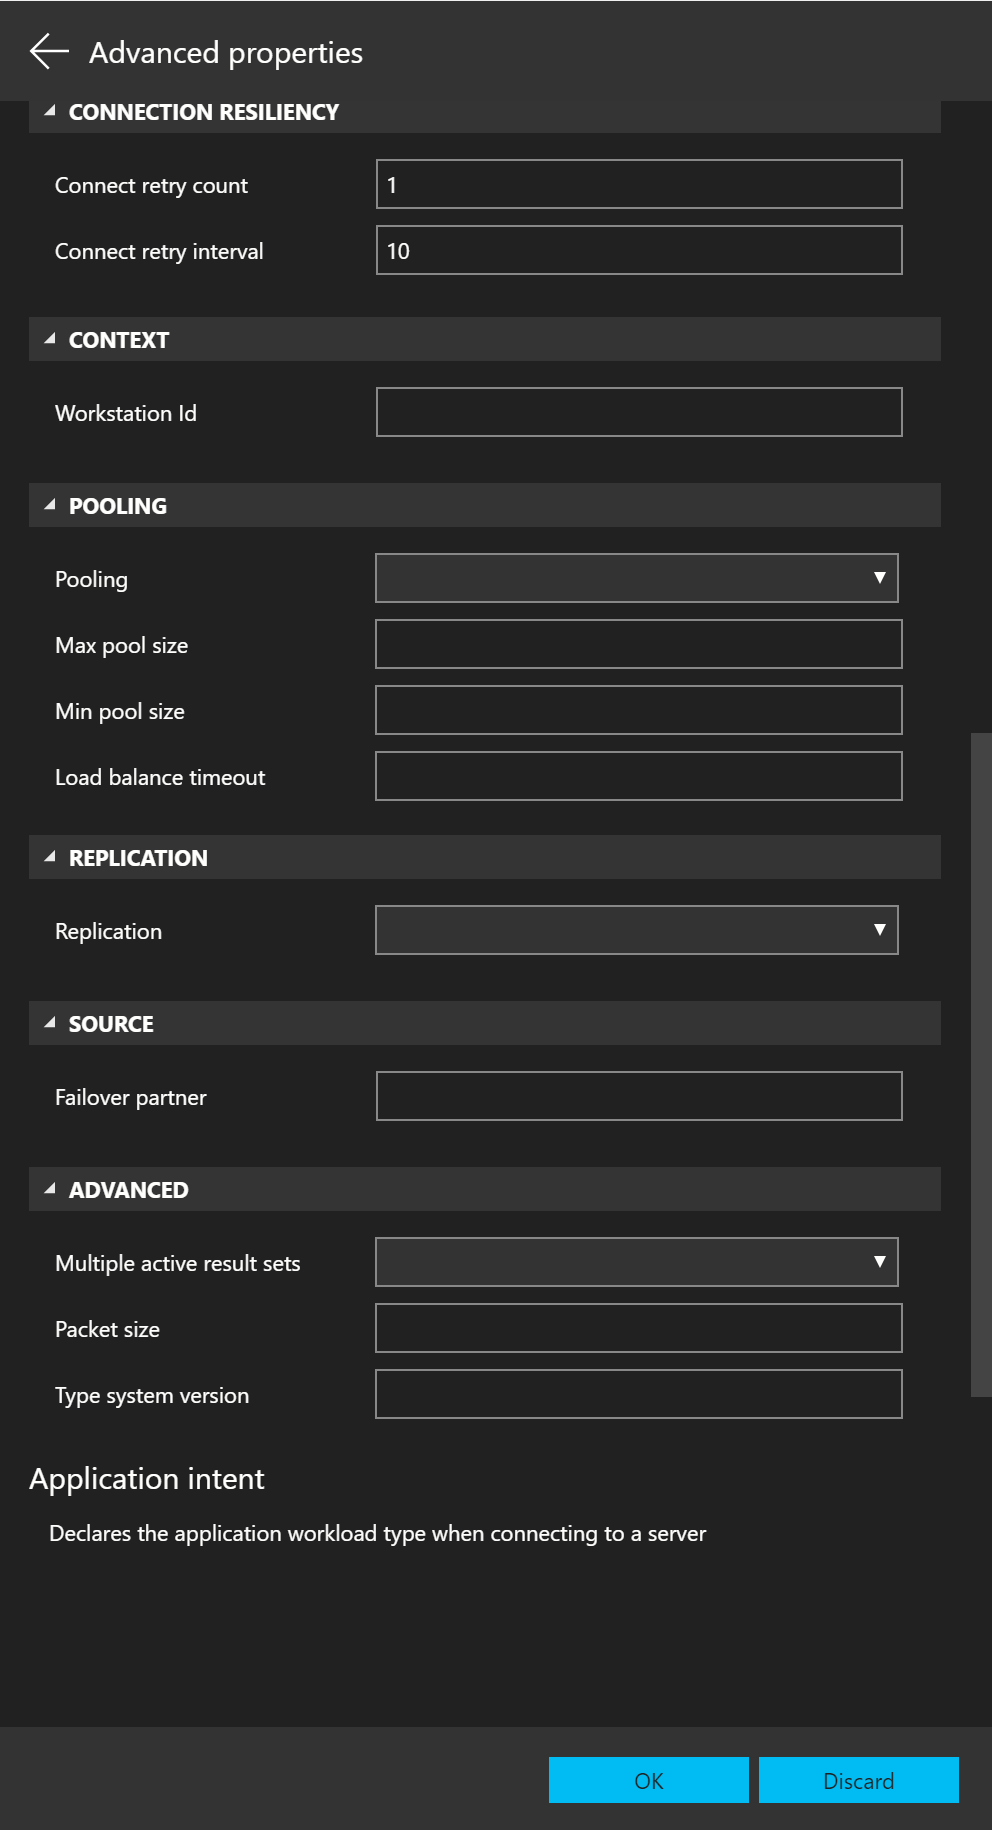 Advanced properties
CONNECTION RESILIENCY
Connect retry count 1
Connect retry interval 10
CONTEXT
Workstation Id
POOLING
Pooling
Max pool size
Min pool size
Load balance timeout
REPLICATION
Replication
SOURCE
Failover partner
ADVANCED
Multiple active result sets
Packet size
Type system version
Application intent
Declares the application workload type when connecting to a server
OK Discard